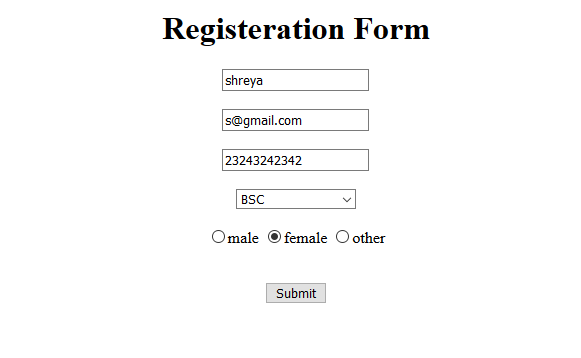 Registeration Form
shreya
s@gmail.com
23243242342
BSC
male female other
Submit